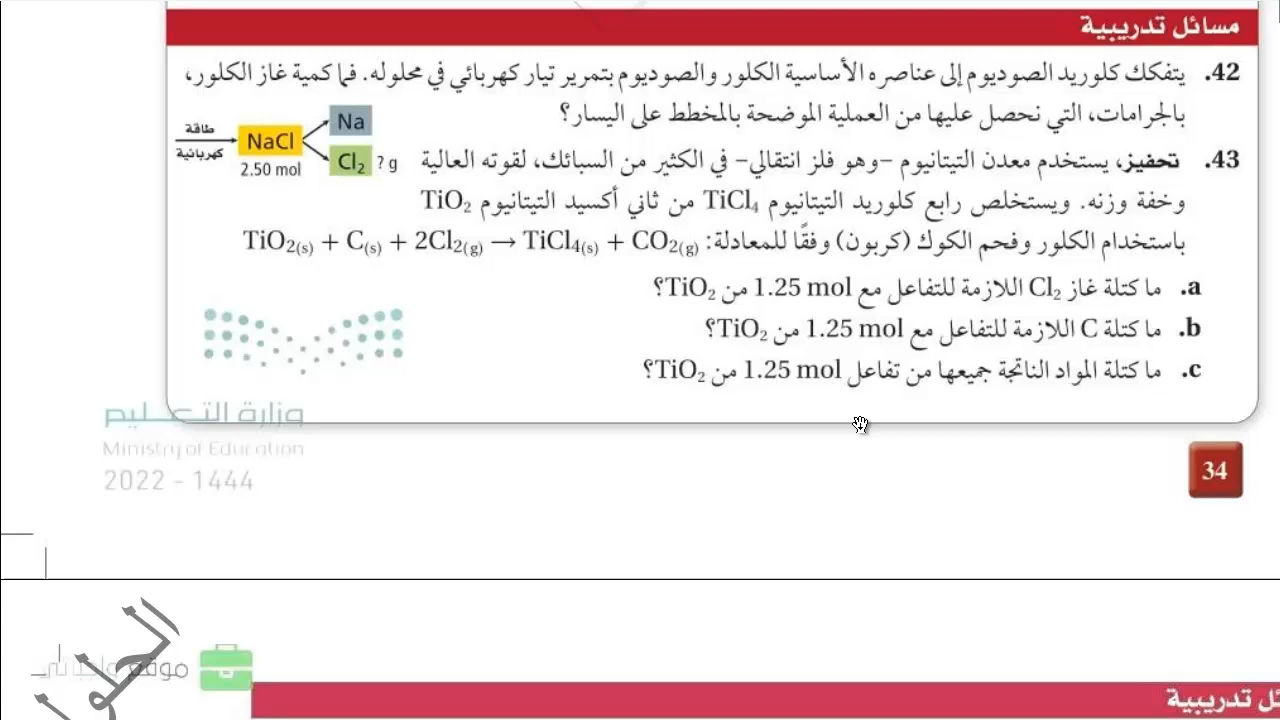 مسائل تدريبية
42. يتفكك كلوريد الصوديوم إلى عناصره الأساسية الكلور والصوديوم بتمرير تيار كهربائي في محلوله. فما كمية غاز الكلور،
بالجرامات، التي نحصل عليها من العملية الموضحة بالمخطط على اليسار؟
طاقة
كهربائية
NaCl
2.50 mol
Na
Cl₂ ? g
43. تحفيز، يستخدم معدن التيتانيوم -وهو فلز انتقالي- في الكثير من السبائك، لقوته العالية
وخفة وزنه. ويستخلص رابع كلوريد التيتانيوم TiCl₄ من ثاني أكسيد التيتانيوم TiO₂
باستخدام الكلور وفحم الكوك (كربون) وفقًا للمعادلة: TiO₂(s) + C(s) + 2Cl₂(g) → TiCl₄(s) + CO₂(g)
a. ما كتلة غاز Cl₂ اللازمة للتفاعل مع 1.25 mol من TiO₂؟
b. ما كتلة C اللازمة للتفاعل مع 1.25 mol من TiO₂؟
c. ما كتلة المواد الناتجة جميعها من تفاعل 1.25 mol من TiO₂؟
وزارة التعليم
Ministry of Education
2022 - 1444
34
الحلول
موقع واجباتي
ئل تدريبية